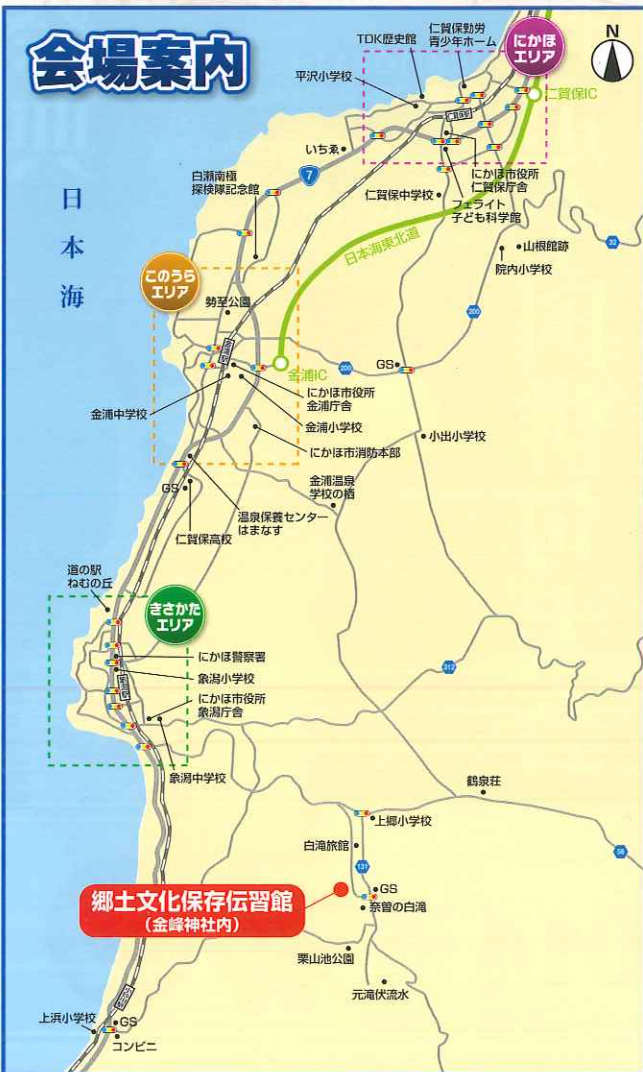 会場案内
N
にかほ
エリア
仁賀保勤労
青少年ホーム
TDK歴史館
平沢小学校
仁賀保IC
仁賀保駅
いちゑ
7
にかほ市役所
仁賀保庁舎
フェライト
子ども科学館
仁賀保中学校
白瀬南極
探検隊記念館
日本海
日本海東北道
山根館跡
院内小学校
32
このうら
エリア
勢至公園
200
金浦駅
金浦IC
200
GS
にかほ市役所
金浦庁舎
金浦中学校
金浦小学校
にかほ市消防本部
小出小学校
金浦温泉
学校の栖
GS
温泉保養センター
はまなす
仁賀保高校
道の駅
ねむの丘
きさかた
エリア
にかほ警察署
象潟小学校
象潟駅
312
にかほ市役所
象潟庁舎
象潟中学校
鶴泉荘
上郷小学校
白滝旅館
58
131
郷土文化保存伝習館
(金峰神社内)
GS
奈曽の白滝
栗山池公園
元滝伏流水
上浜小学校
GS
コンビニ